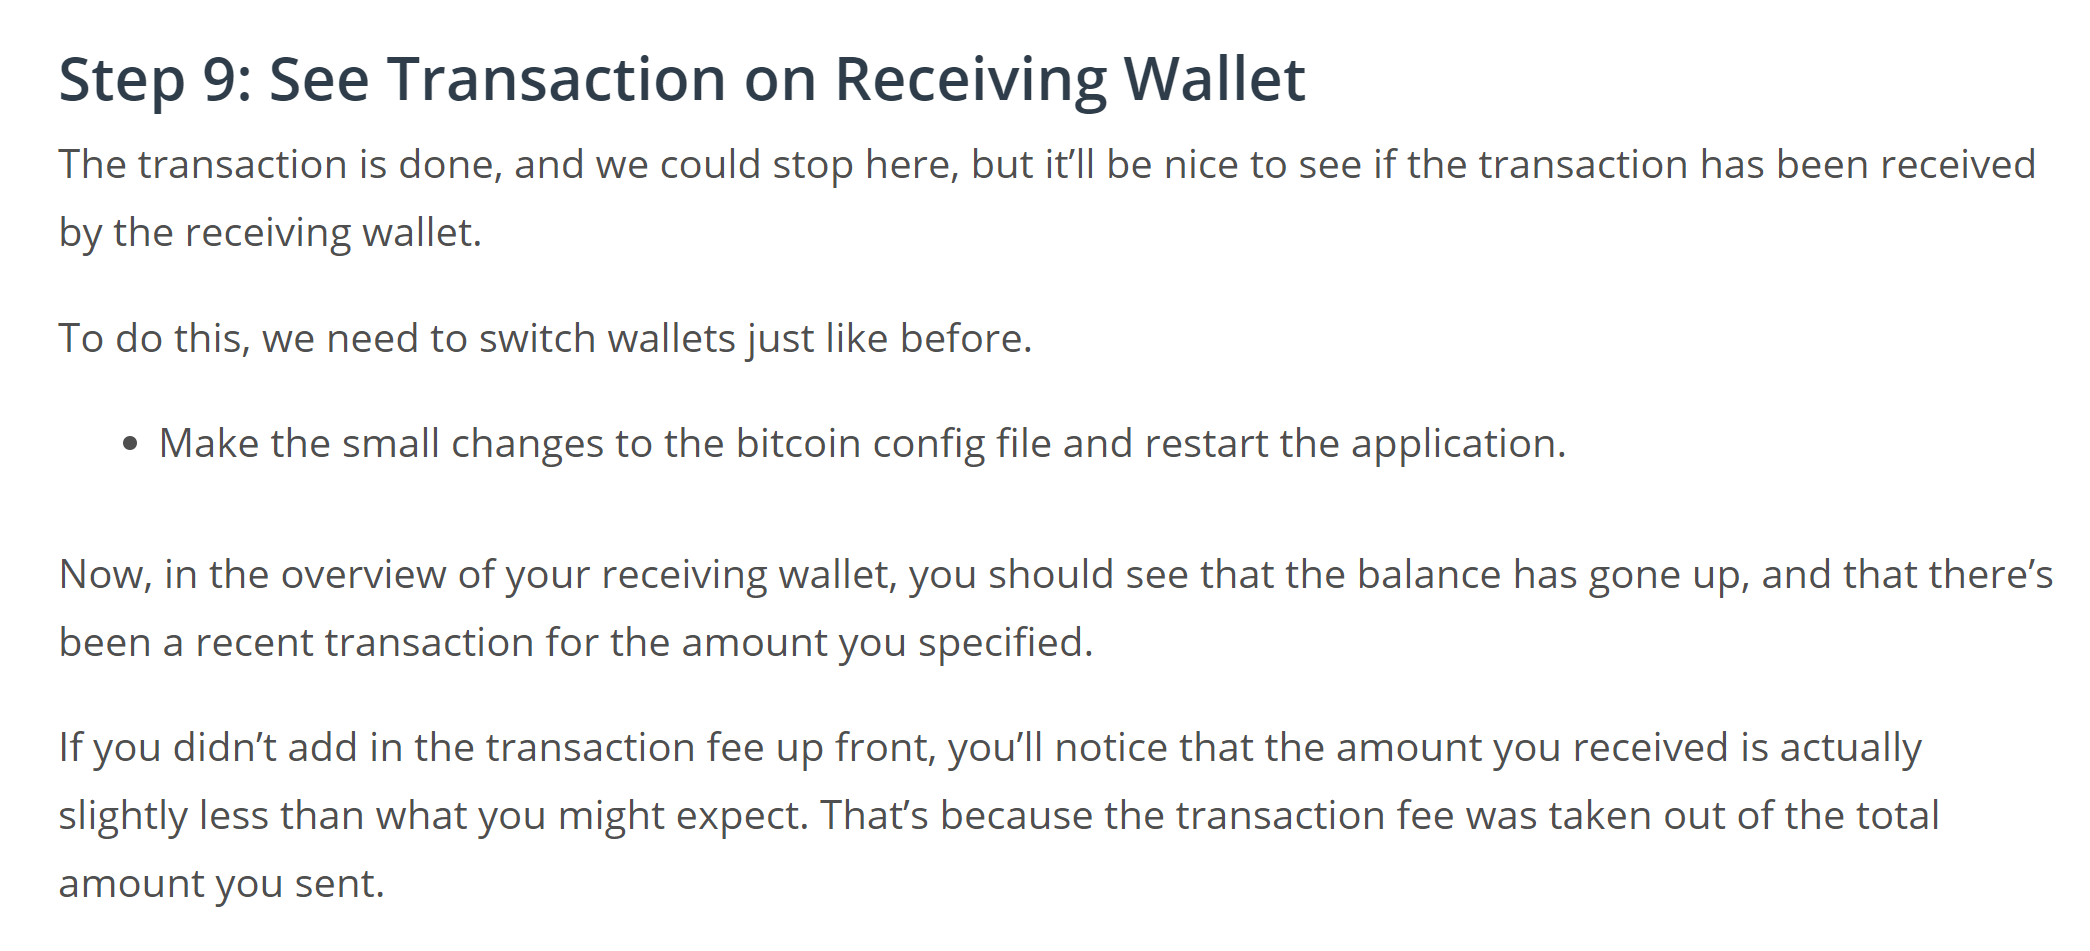 Step 9: See Transaction on Receiving Wallet
The transaction is done, and we could stop here, but it’ll be nice to see if the transaction has been received
by the receiving wallet.
To do this, we need to switch wallets just like before.
• Make the small changes to the bitcoin config file and restart the application.
Now, in the overview of your receiving wallet, you should see that the balance has gone up, and that there’s
been a recent transaction for the amount you specified.
If you didn’t add in the transaction fee up front, you’ll notice that the amount you received is actually
slightly less than what you might expect. That’s because the transaction fee was taken out of the total
amount you sent.